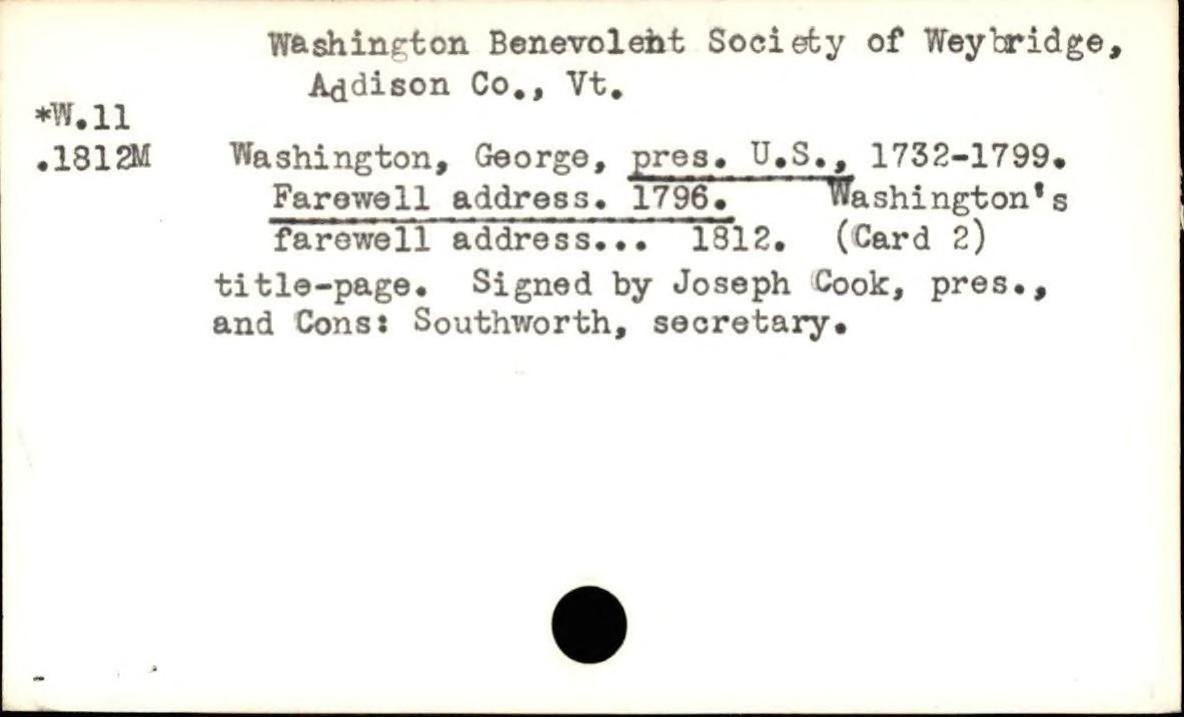 Washington Benevolent Society of Weybridge,
Addison Co., Vt.
*W.11
.1812M
Washington, George, pres. U.S., 1732-1799.
Farewell address. 1796. Washington's
farewell address... 1812. (Card 2)
title-page. Signed by Joseph Cook, pres.,
and Cons: Southworth, secretary.